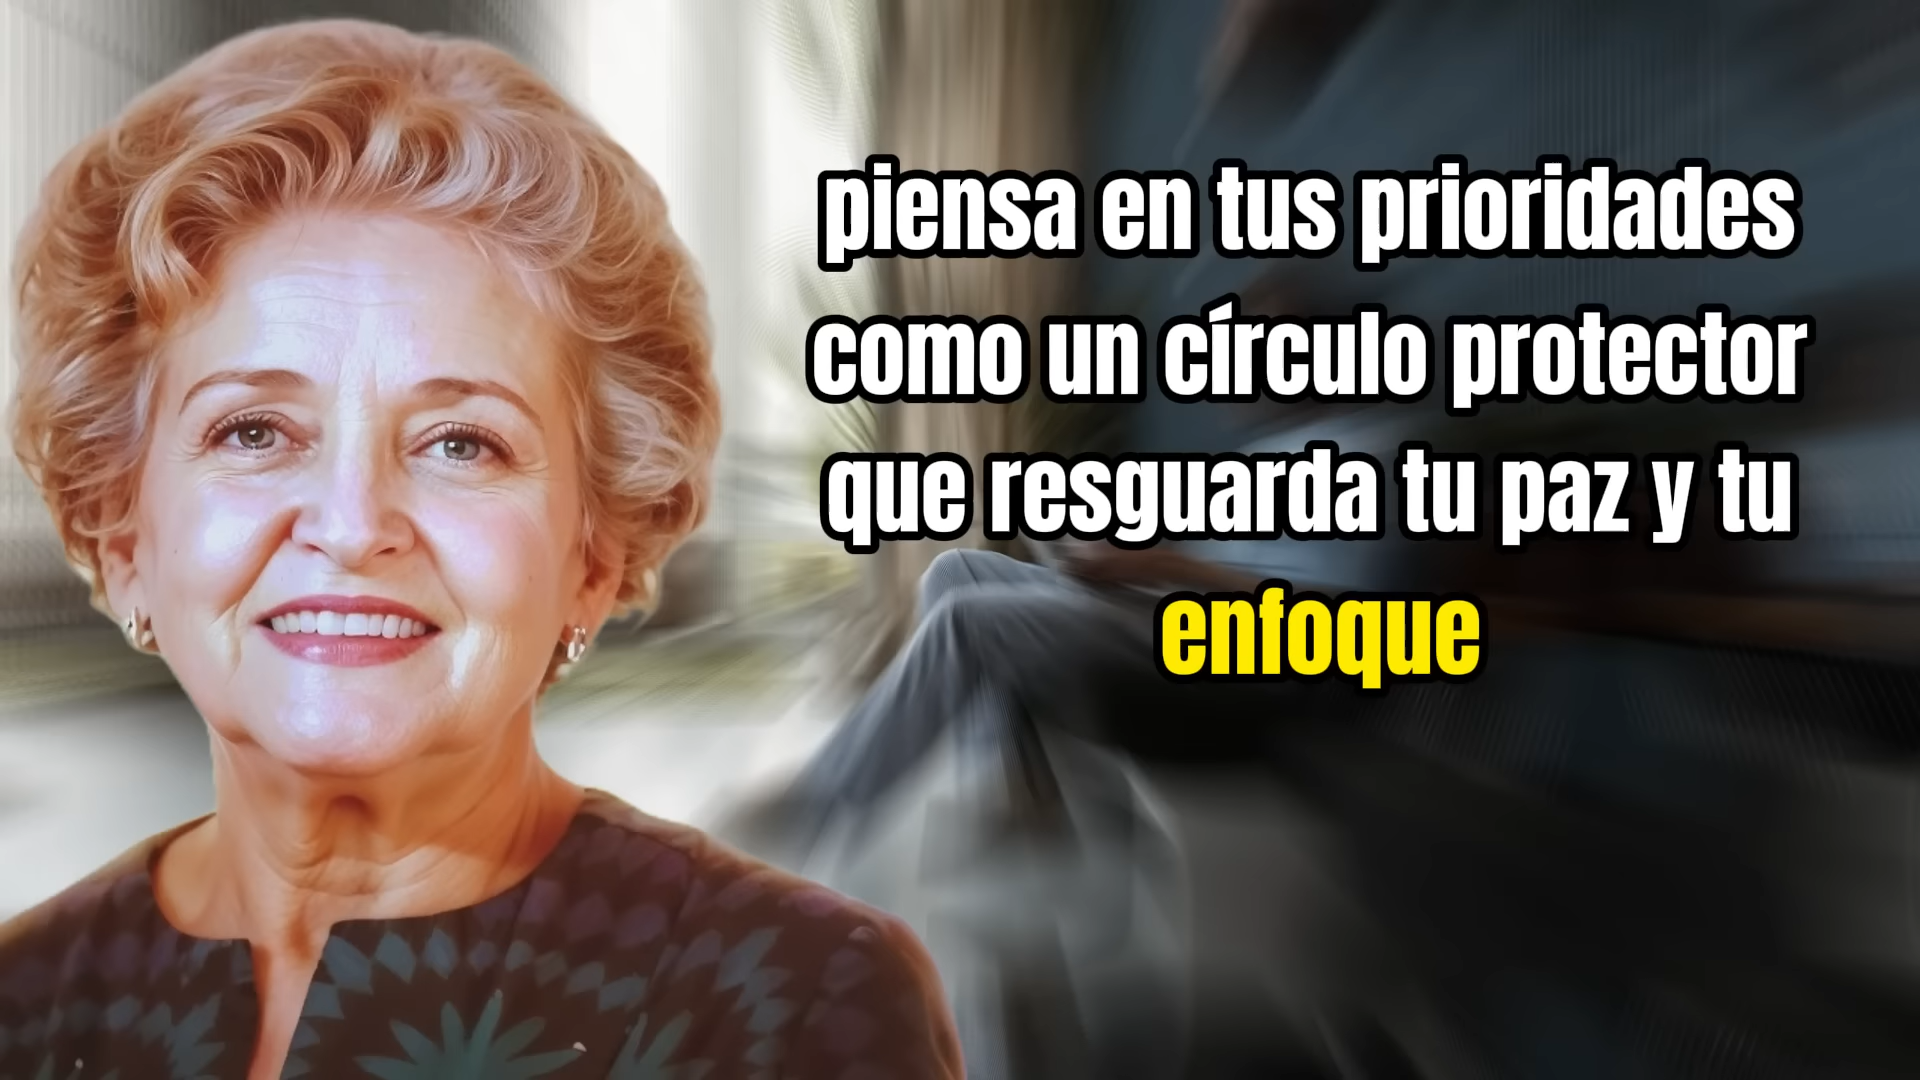 piensa en tus prioridades
como un círculo protector
que resguarda tu paz y tu
enfoque